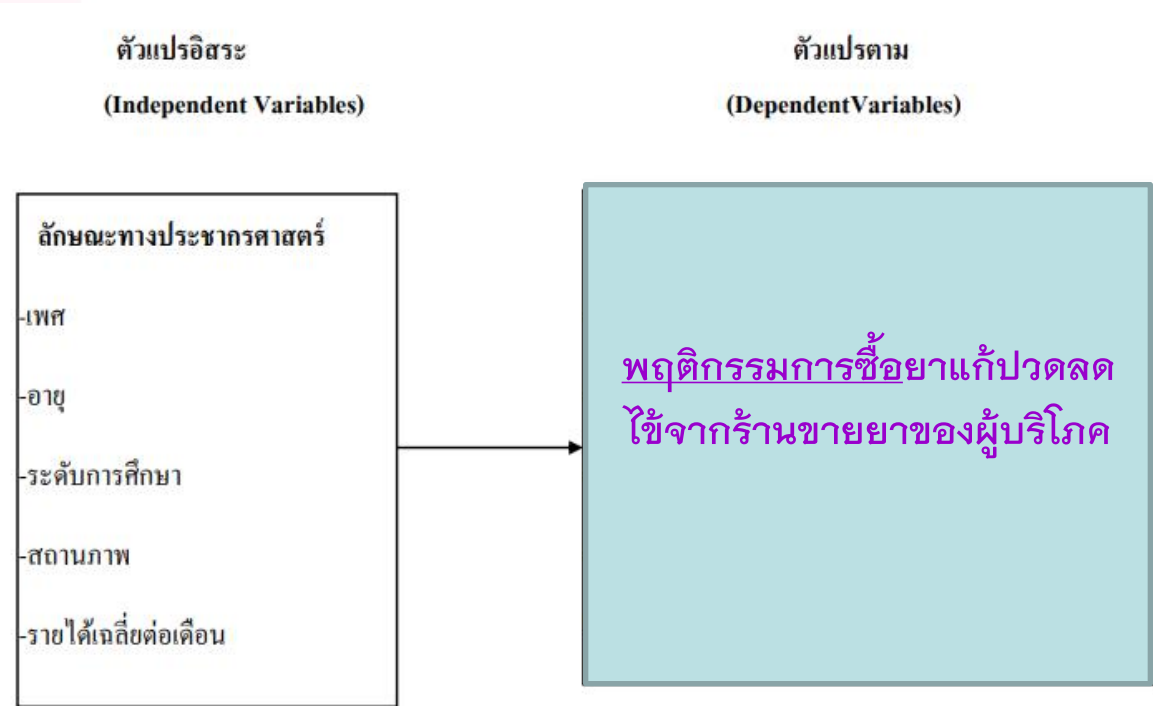 ตัวแปรอิสระ
(Independent Variables)
ตัวแปรตาม
(DependentVariables)
ลักษณะทางประชากรศาสตร์
-เพศ
-อายุ
-ระดับการศึกษา
-สถานภาพ
-รายได้เฉลี่ยต่อเดือน
พฤติกรรมการซื้อยาแก้ปวดลด
ไข้จากร้านขายยาของผู้บริโภค